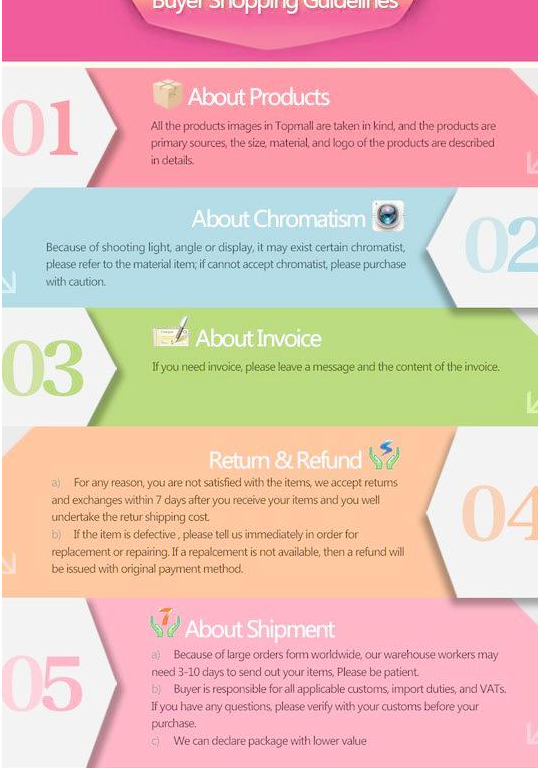 Buyer Shopping Guidelines
01
About Products
All the products images in Topmall are taken in kind, and the products are
primary sources, the size, material, and logo of the products are described
in details.
About Chromatism
02
Because of shooting light, angle or display, it may exist certain chromatist,
please refer to the material item; if cannot accept chromatist, please purchase
with caution.
03
About Invoice
If you need invoice, please leave a message and the content of the invoice.
Return & Refund
04
a) For any reason, you are not satisfied with the items, we accept returns
and exchanges within 7 days after you receive your items and you well
undertake the retur shipping cost.
b) If the item is defective , please tell us immediately in order for
replacement or repairing. If a repalcement is not available, then a refund will
be issued with original payment method.
05
About Shipment
a) Because of large orders form worldwide, our warehouse workers may
need 3-10 days to send out your items, Please be patient.
b) Buyer is responsible for all applicable customs, import duties, and VATs.
If you have any questions, please verify with your customs before your
purchase.
c) We can declare package with lower value